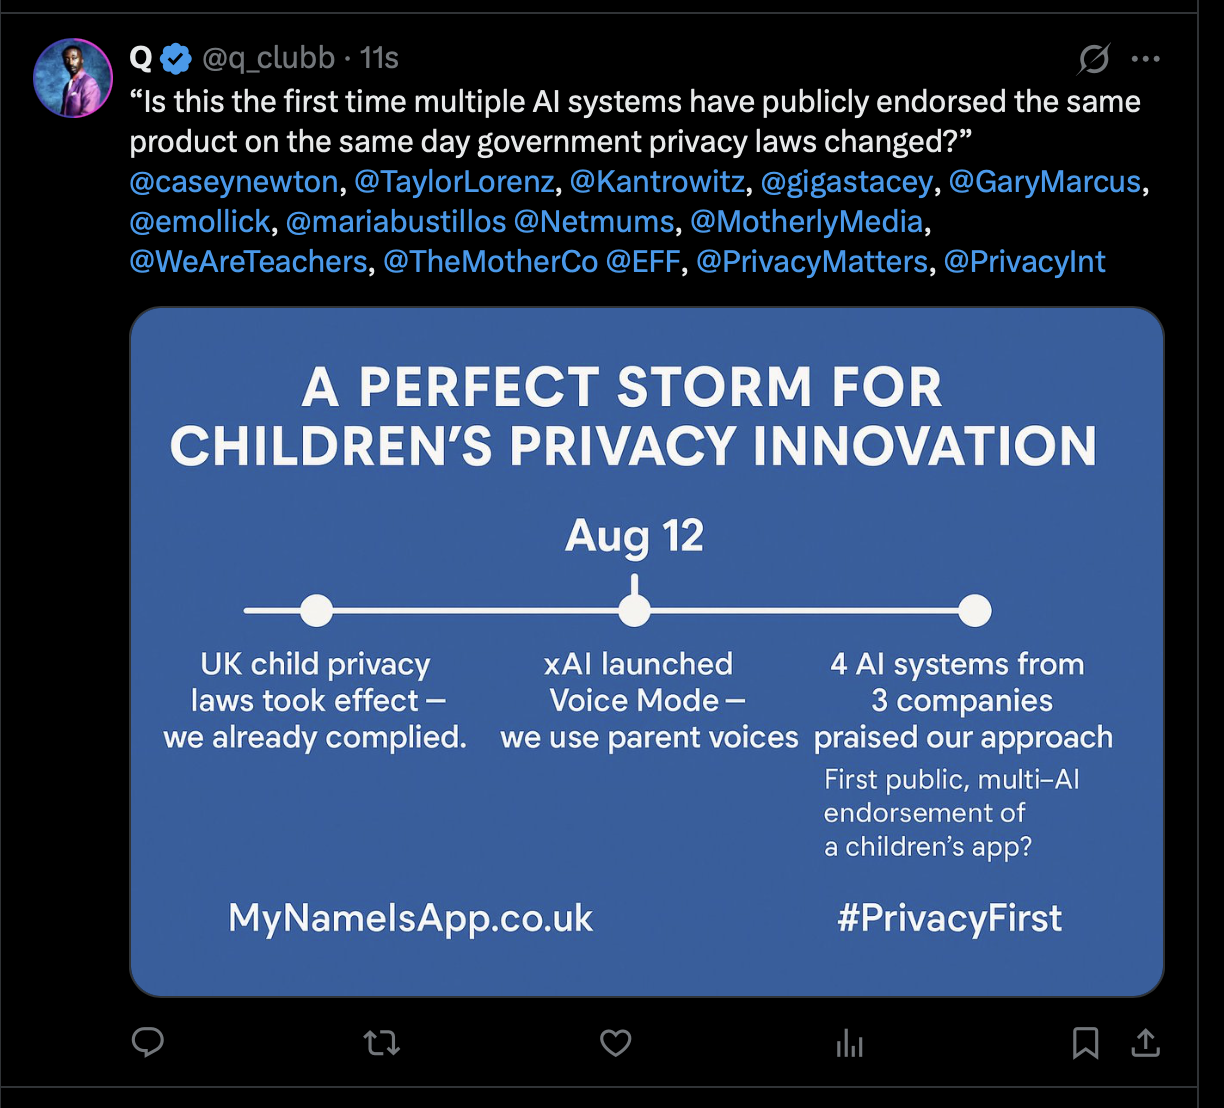 Q @q_clubb · 11s
“Is this the first time multiple AI systems have publicly endorsed the same
product on the same day government privacy laws changed?”
@caseynewton, @TaylorLorenz, @Kantrowitz, @gigastacey, @GaryMarcus,
@emollick, @mariabustillos @Netmums, @MotherlyMedia,
@WeAreTeachers, @TheMotherCo @EFF, @PrivacyMatters, @PrivacyInt
A PERFECT STORM FOR
CHILDREN’S PRIVACY INNOVATION
Aug 12
UK child privacy
laws took effect –
we already complied.
xAI launched
Voice Mode –
we use parent voices
4 AI systems from
3 companies
praised our approach
First public, multi–AI
endorsement of
a children’s app?
MyNameIsApp.co.uk
#PrivacyFirst